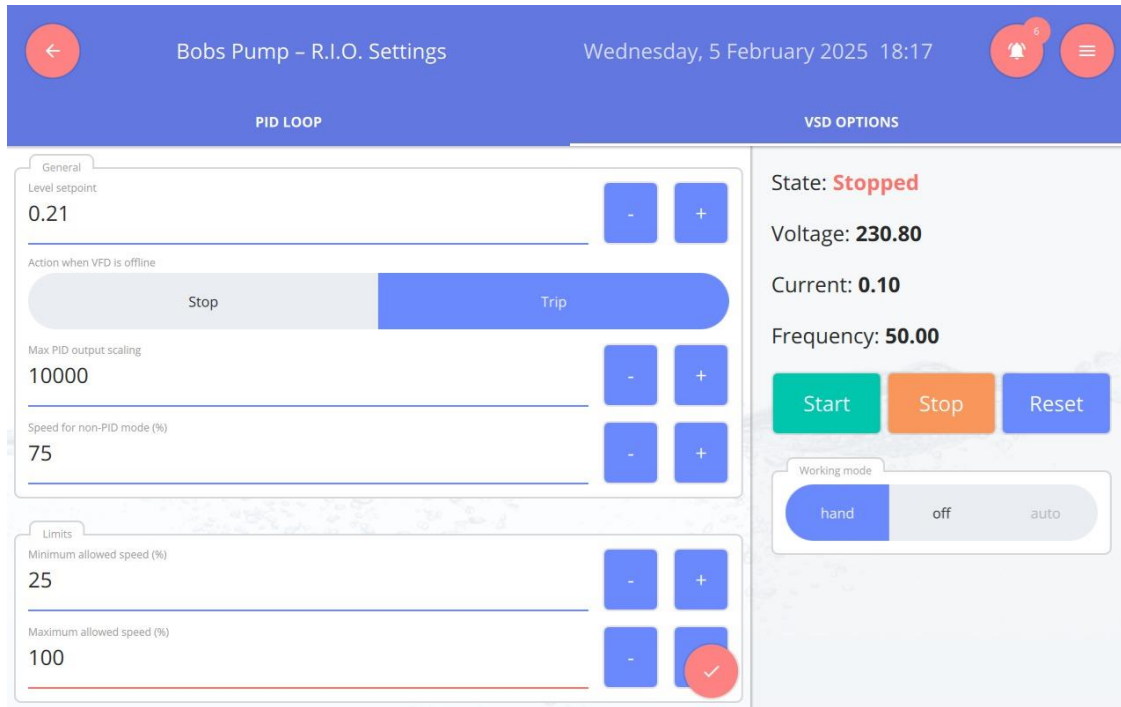 Bobs Pump – R.I.O. Settings
Wednesday, 5 February 2025 18:17
6
PID LOOP
VSD OPTIONS
General
Level setpoint
0.21
- +
Action when VFD is offline
Stop Trip
Max PID output scaling
10000
- +
Speed for non-PID mode (%)
75
- +
Limits
Minimum allowed speed (%)
25
- +
Maximum allowed speed (%)
100
-
State: Stopped
Voltage: 230.80
Current: 0.10
Frequency: 50.00
Start Stop Reset
Working mode
hand off auto